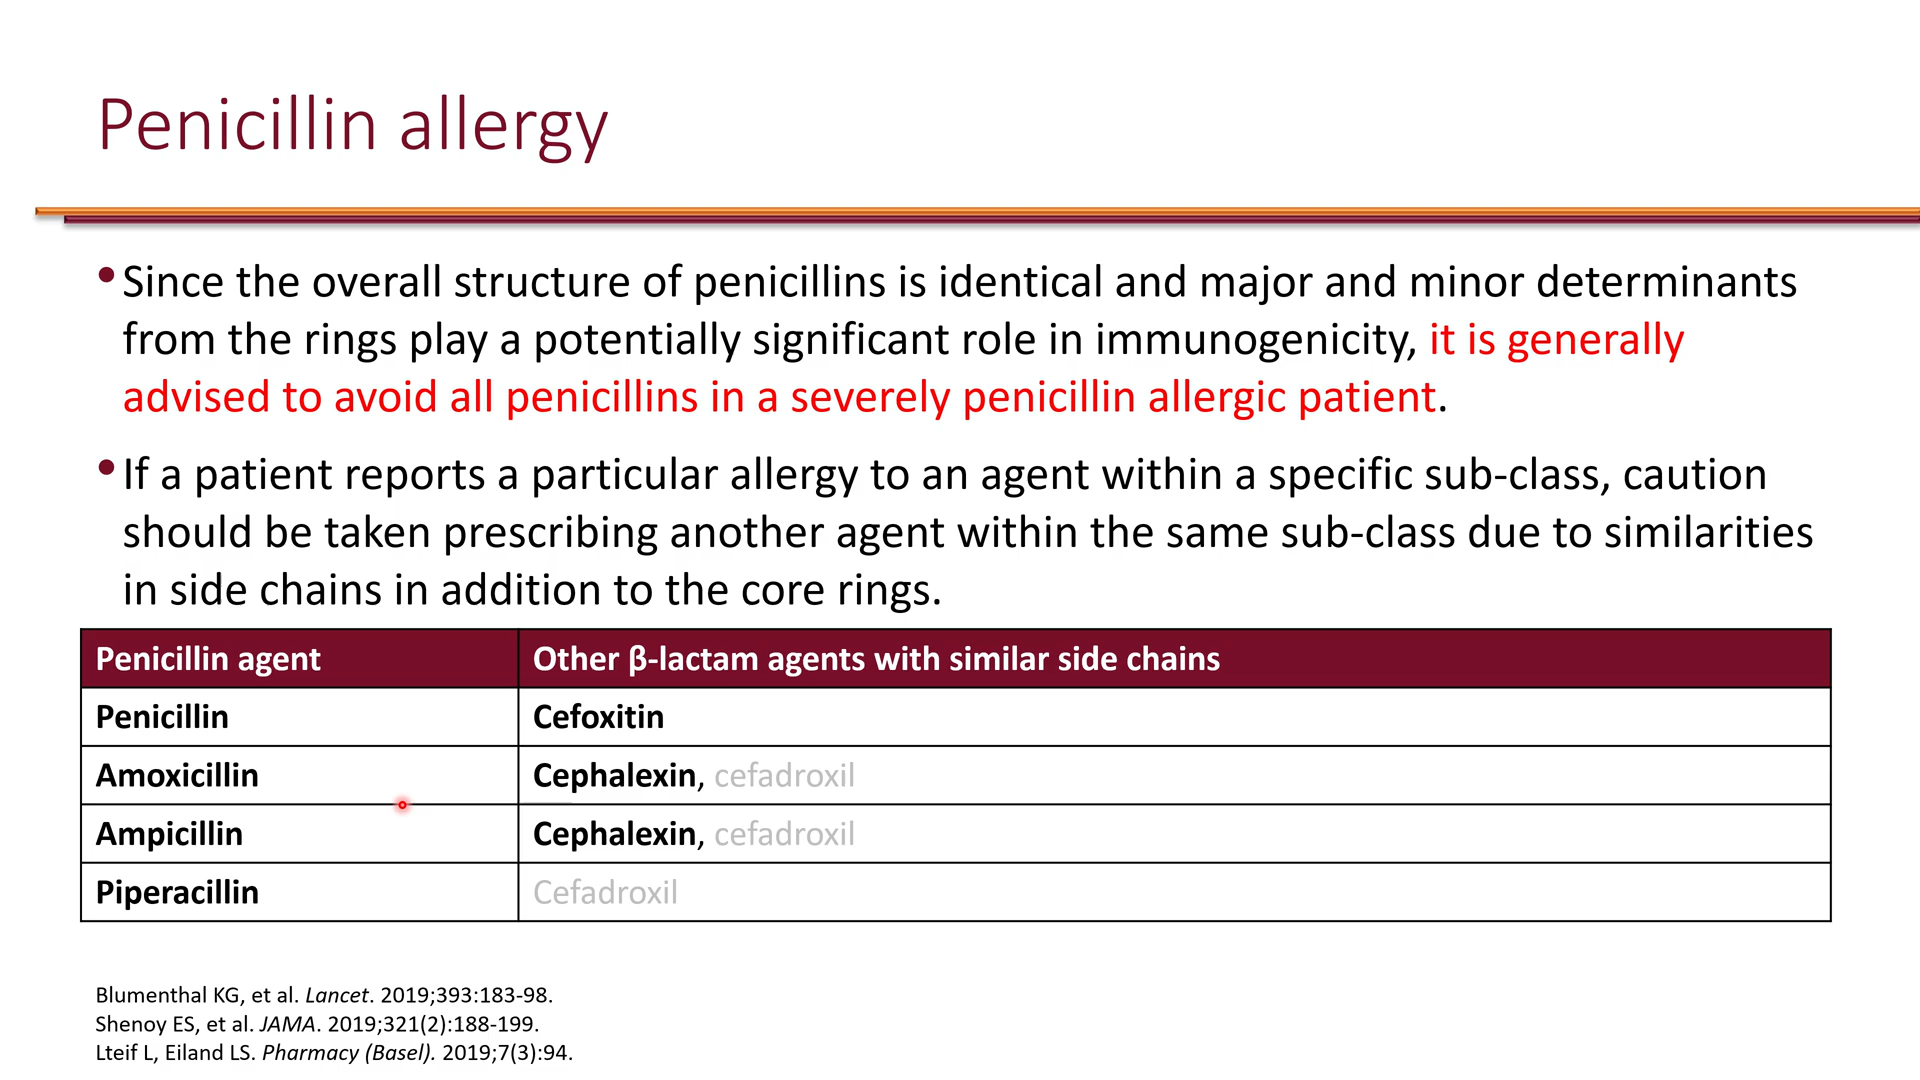 Penicillin allergy
•Since the overall structure of penicillins is identical and major and minor determinants
from the rings play a potentially significant role in immunogenicity, it is generally
advised to avoid all penicillins in a severely penicillin allergic patient.
•If a patient reports a particular allergy to an agent within a specific sub-class, caution
should be taken prescribing another agent within the same sub-class due to similarities
in side chains in addition to the core rings.
Penicillin agent Other β-lactam agents with similar side chains
Penicillin Cefoxitin
Amoxicillin Cephalexin, cefadroxil
Ampicillin Cephalexin, cefadroxil
Piperacillin Cefadroxil
Blumenthal KG, et al. Lancet. 2019;393:183-98.
Shenoy ES, et al. JAMA. 2019;321(2):188-199.
Lteif L, Eiland LS. Pharmacy (Basel). 2019;7(3):94.